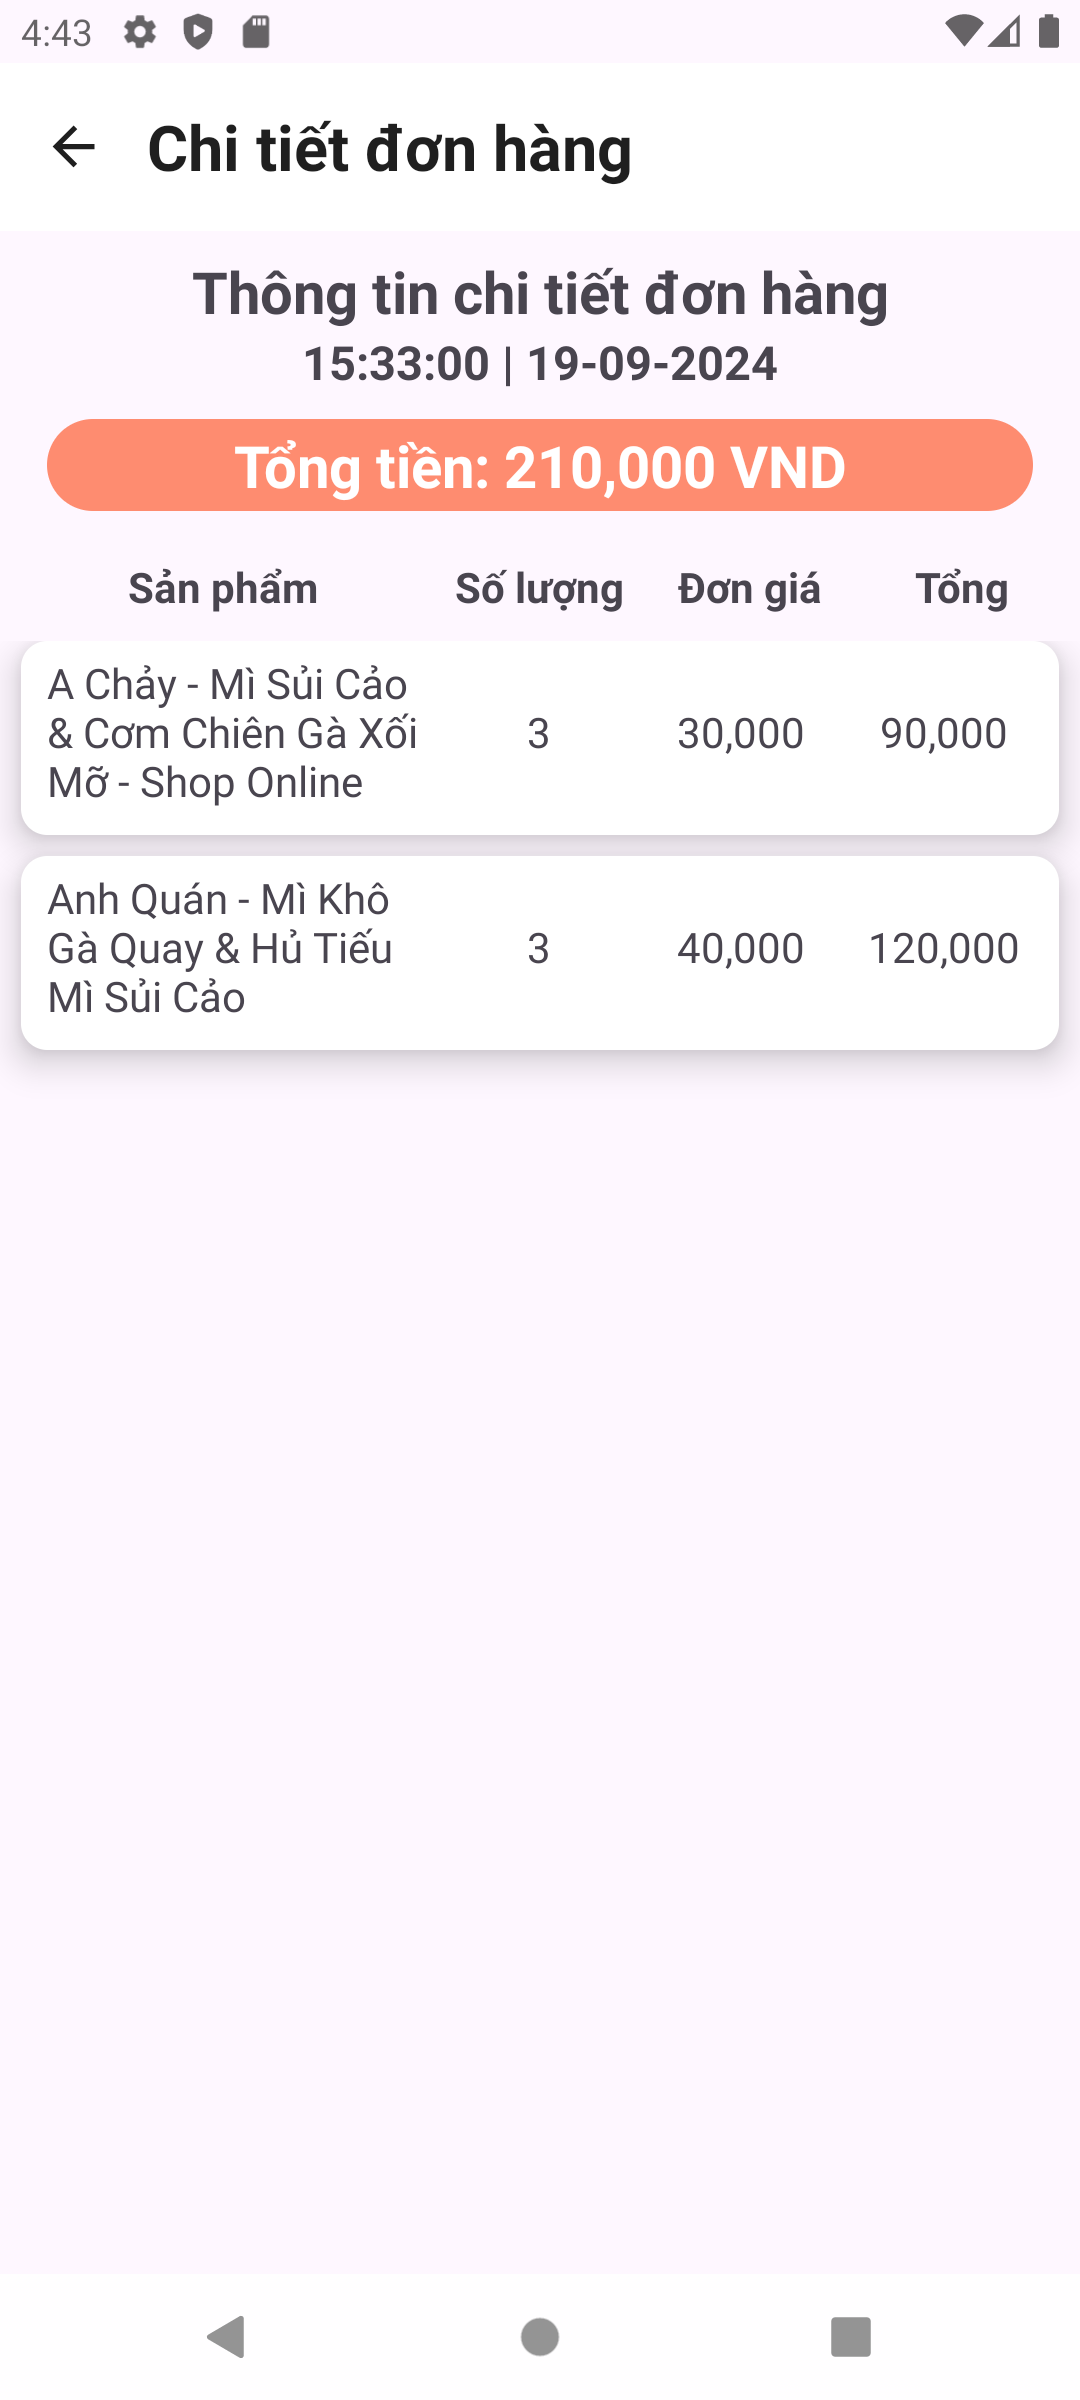 4:43
Chi tiết đơn hàng
Thông tin chi tiết đơn hàng
15:33:00 | 19-09-2024
Tổng tiền: 210,000 VND
Sản phẩm Số lượng Đơn giá Tổng
A Chảy - Mì Sủi Cảo
& Cơm Chiên Gà Xối
Mỡ - Shop Online
3 30,000 90,000
Anh Quán - Mì Khô
Gà Quay & Hủ Tiếu
Mì Sủi Cảo
3 40,000 120,000